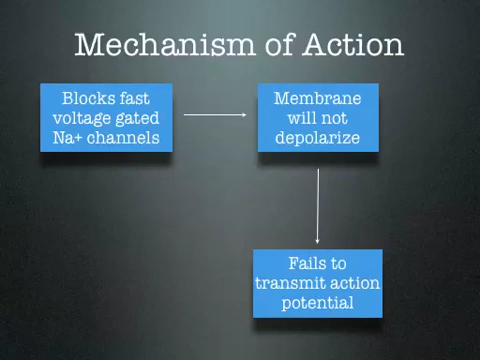 Mechanism of Action
Blocks fast
voltage gated
Na+ channels
Membrane
will not
depolarize
Fails to
transmit action
potential